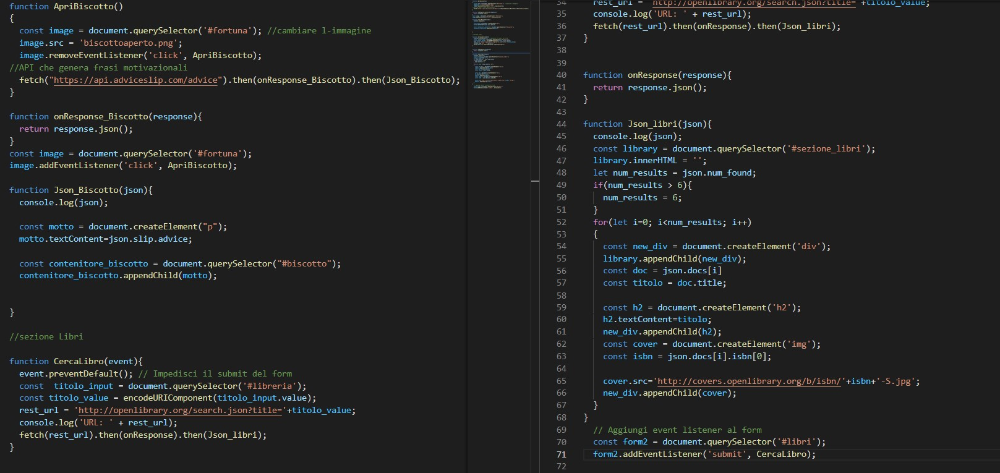 function ApriBiscotto()
{
  const image = document.querySelector('#fortuna'); //cambiare l-immagine
  image.src = 'biscottoaperto.png';
  image.removeEventListener('click', ApriBiscotto);
//API che genera frasi motivazionali
  fetch("https://api.adviceslip.com/advice").then(onResponse_Biscotto).then(Json_Biscotto);
}
function onResponse_Biscotto(response){
  return response.json();
}
const image = document.querySelector('#fortuna');
image.addEventListener('click', ApriBiscotto);
function Json_Biscotto(json){
  console.log(json);
  const motto = document.createElement("p");
  motto.textContent=json.slip.advice;
  const contenitore_biscotto = document.querySelector("#biscotto");
  contenitore_biscotto.appendChild(motto);
}
//sezione Libri
function CercaLibro(event){
  event.preventDefault(); // Impedisci il submit del form
  const  titolo_input = document.querySelector('#libreria');
  const titolo_value = encodeURIComponent(titolo_input.value);
  rest_url = 'http://openlibrary.org/search.json?title='+titolo_value;
  console.log('URL: ' + rest_url);
  fetch(rest_url).then(onResponse).then(Json_libri);
}
34   rest_url = 'http://openlibrary.org/search.json?title='+titolo_value;
35   console.log('URL: ' + rest_url);
36   fetch(rest_url).then(onResponse).then(Json_libri);
37 }
38
39
40 function onResponse(response){
41   return response.json();
42 }
43
44 function Json_libri(json){
45   console.log(json);
46   const library = document.querySelector('#sezione_libri');
47   library.innerHTML = '';
48   let num_results = json.num_found;
49   if(num_results > 6){
50     num_results = 6;
51   }
52   for(let i=0; i<num_results; i++)
53   {
54     const new_div = document.createElement('div');
55     library.appendChild(new_div);
56     const doc = json.docs[i]
57     const titolo = doc.title;
58
59     const h2 = document.createElement('h2');
60     h2.textContent=titolo;
61     new_div.appendChild(h2);
62     const cover = document.createElement('img');
63     const isbn = json.docs[i].isbn[0];
64
65     cover.src='http://covers.openlibrary.org/b/isbn/'+isbn+'-S.jpg';
66     new_div.appendChild(cover);
67   }
68 }
69   // Aggiungi event listener al form
70   const form2 = document.querySelector('#libri');
71   form2.addEventListener('submit', CercaLibro);
72